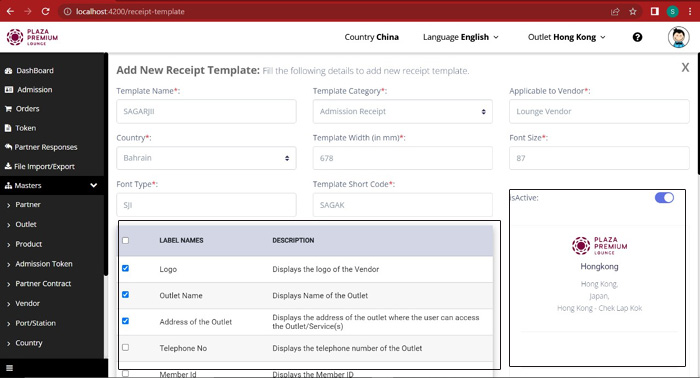 localhost:4200/receipt-template
S
PLAZA
PREMIUM
LOUNGE
Country China
Language English
Outlet Hong Kong
?
DashBoard
Admission
Orders
Token
Partner Responses
File Import/Export
Masters
Partner
Outlet
Product
Admission Token
Partner Contract
Vendor
Port/Station
Country
Add New Receipt Template: Fill the following details to add new receipt template.
X
Template Name*:
Template Category*:
Applicable to Vendor*:
SAGARJII
Admission Receipt
Lounge Vendor
Country*:
Template Width (in mm)*:
Font Size*:
Bahrain
678
87
Font Type*:
Template Short Code*:
isActive:
SJI
SAGAK
LABEL NAMES
DESCRIPTION
Logo
Displays the logo of the Vendor
Outlet Name
Displays Name of the Outlet
Address of the Outlet
Displays the address of the outlet where the user can access
the Outlet/Service(s)
Telephone No
Displays the telephone number of the Outlet
Member Id
Displays the Member ID
PLAZA
PREMIUM
LOUNGE
Hongkong
Hong Kong,
Japan,
Hong Kong - Chek Lap Kok